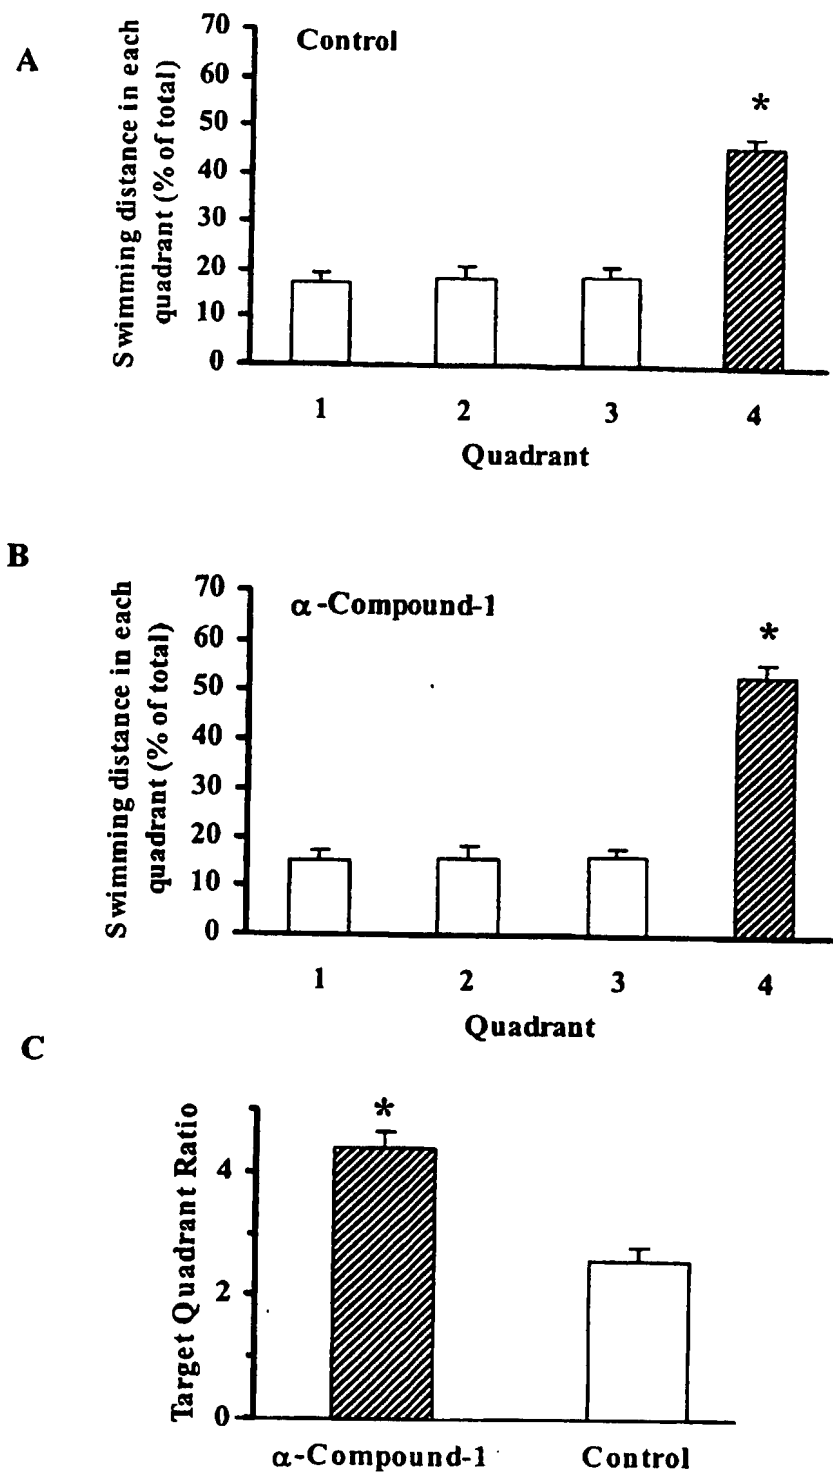 A
Control
Swimming distance in each
quadrant (% of total)
70
60
50
40
30
20
10
0
*
1 2 3 4
Quadrant
B
α-Compound-1
Swimming distance in each
quadrant (% of total)
70
60
50
40
30
20
10
0
*
1 2 3 4
Quadrant
C
Target Quadrant Ratio
4
2
0
*
α-Compound-1 Control